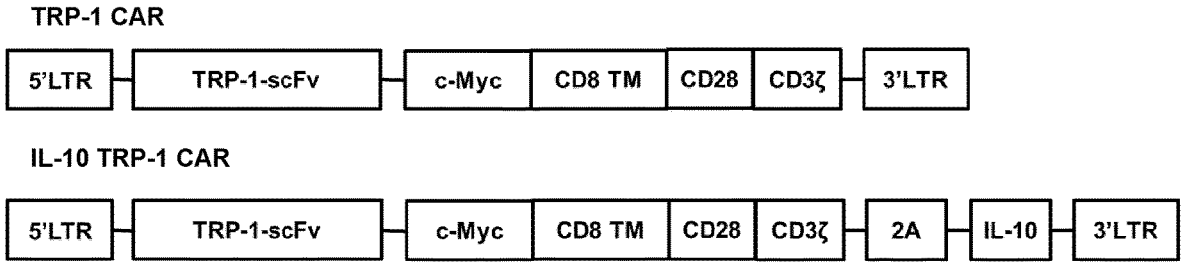 TRP-1 CAR
5'LTR TRP-1-scFv c-Myc CD8 TM CD28 CD3ζ 3'LTR
IL-10 TRP-1 CAR
5'LTR TRP-1-scFv c-Myc CD8 TM CD28 CD3ζ 2A IL-10 3'LTR